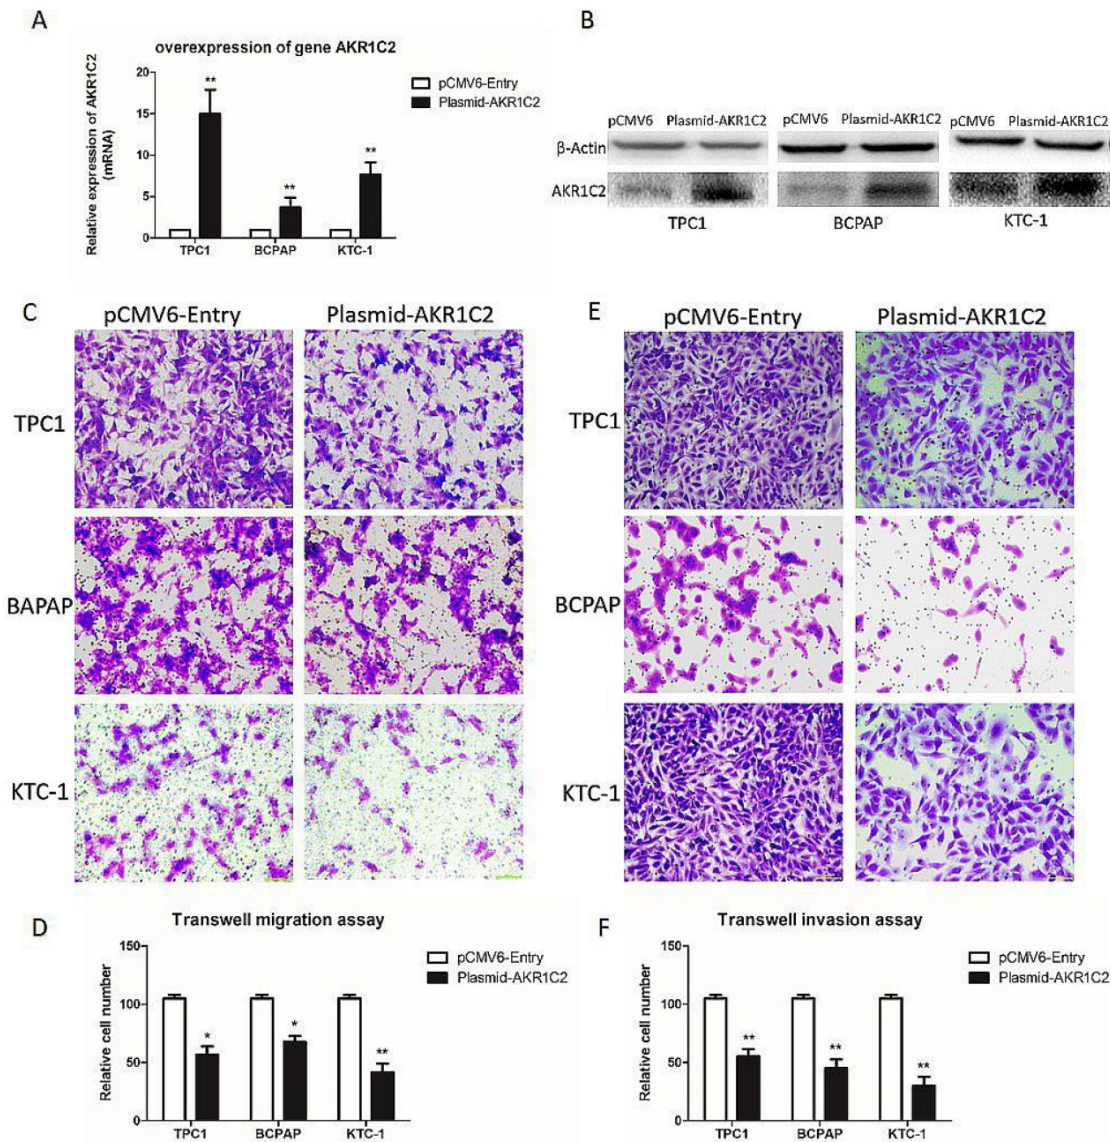 A
overexpression of gene AKR1C2
Relative expression of AKR1C2
(mRNA)
20
15
10
5
0
**
**
**
TPC1
BCPAP
KTC-1
pCMV6-Entry
Plasmid-AKR1C2
B
pCMV6 Plasmid-AKR1C2
pCMV6 Plasmid-AKR1C2
pCMV6 Plasmid-AKR1C2
β-Actin
AKR1C2
TPC1
BCPAP
KTC-1
C
pCMV6-Entry
Plasmid-AKR1C2
TPC1
BAPAP
KTC-1
E
pCMV6-Entry
Plasmid-AKR1C2
TPC1
BCPAP
KTC-1
D
Transwell migration assay
Relative cell number
150
100
50
0
*
*
**
TPC1
BCPAP
KTC-1
pCMV6-Entry
Plasmid-AKR1C2
F
Transwell invasion assay
Relative cell number
150
100
50
0
**
**
**
TPC1
BCPAP
KTC-1
pCMV6-Entry
Plasmid-AKR1C2